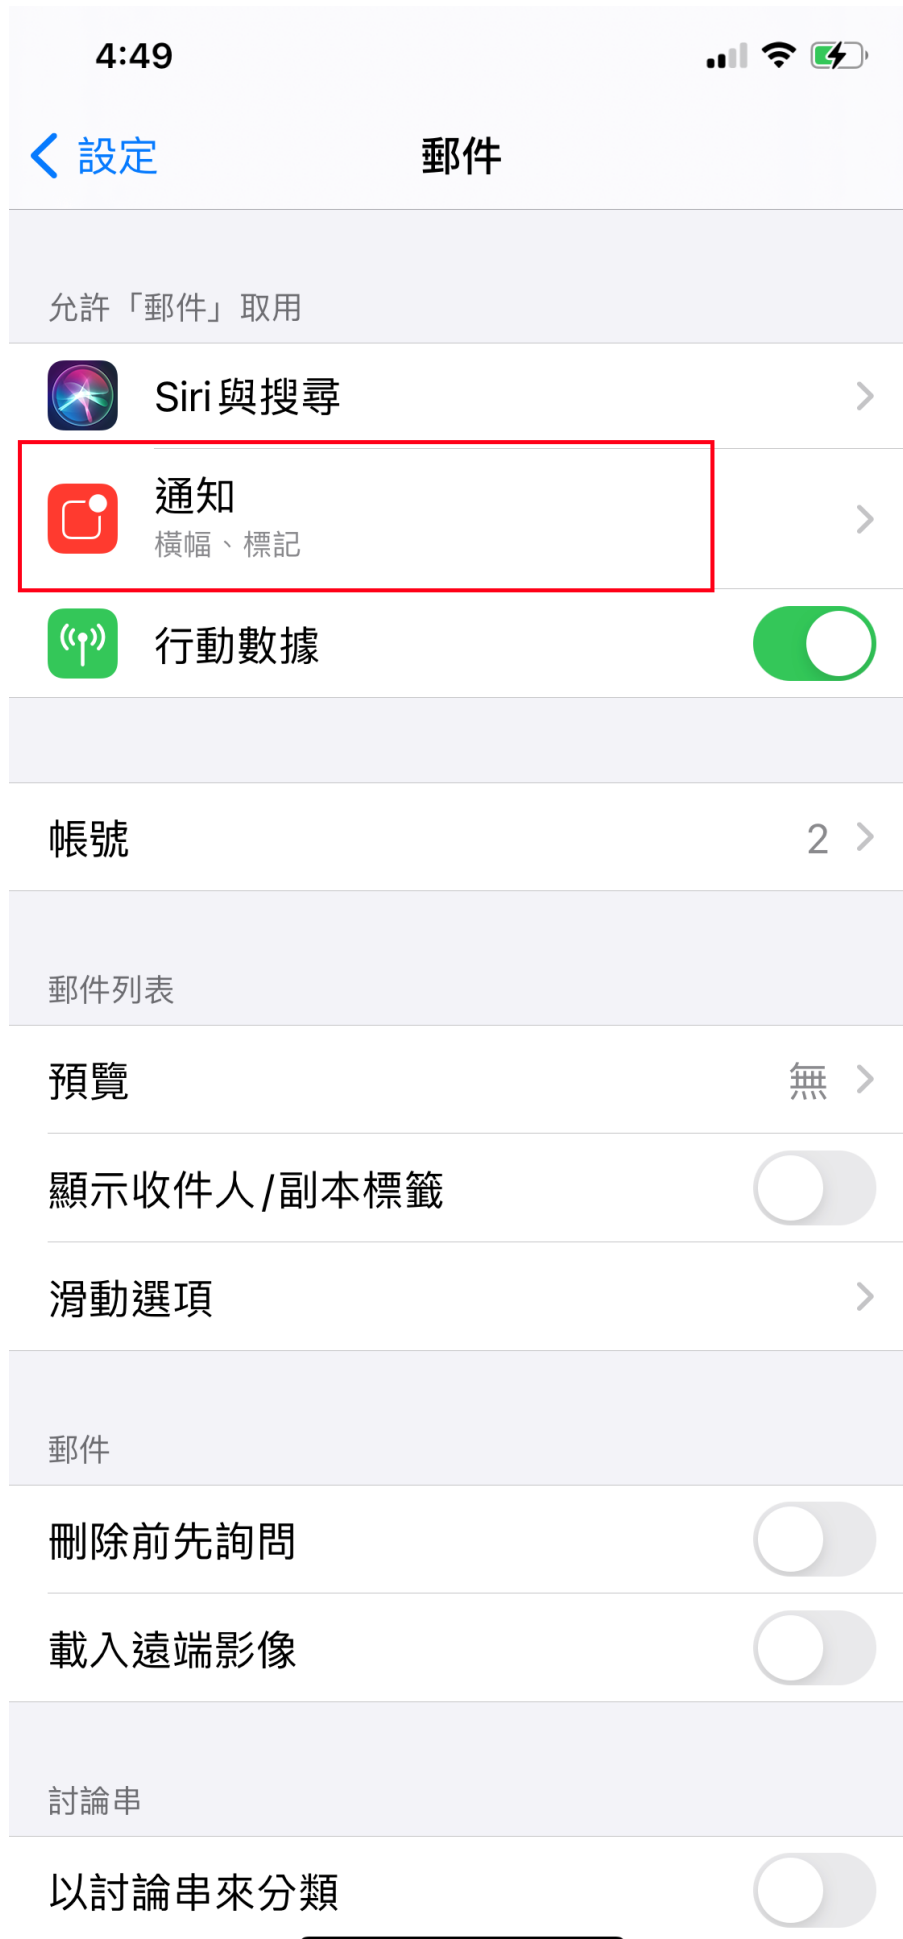 4:49
設定
郵件
允許「郵件」取用
Siri與搜尋
通知
橫幅、標記
行動數據
帳號
2
郵件列表
預覽
無
顯示收件人/副本標籤
滑動選項
郵件
刪除前先詢問
載入遠端影像
討論串
以討論串來分類